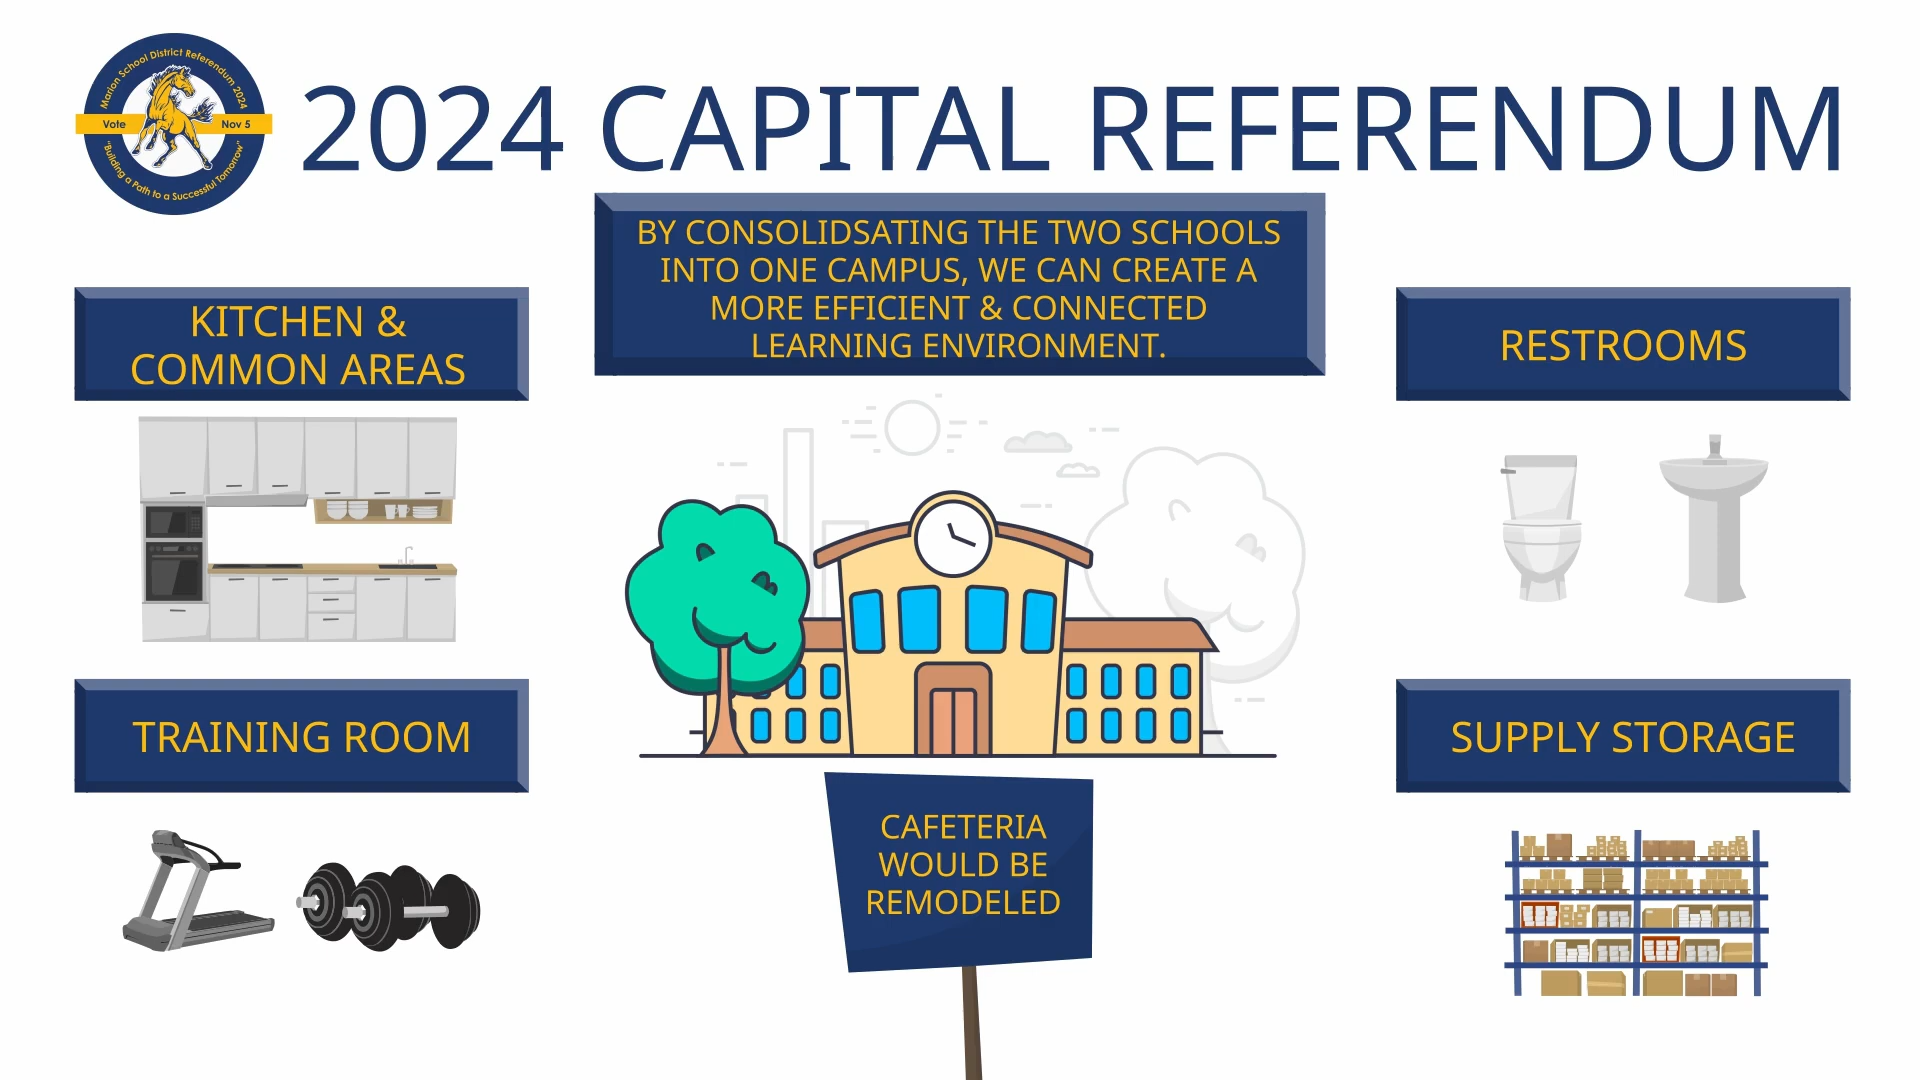 Marion School District Referendum 2024
Vote Nov 5
"Building a Path to a Successful Tomorrow"
2024 CAPITAL REFERENDUM
BY CONSOLIDSATING THE TWO SCHOOLS
INTO ONE CAMPUS, WE CAN CREATE A
MORE EFFICIENT & CONNECTED
LEARNING ENVIRONMENT.
KITCHEN &
COMMON AREAS
RESTROOMS
TRAINING ROOM
SUPPLY STORAGE
CAFETERIA
WOULD BE
REMODELED